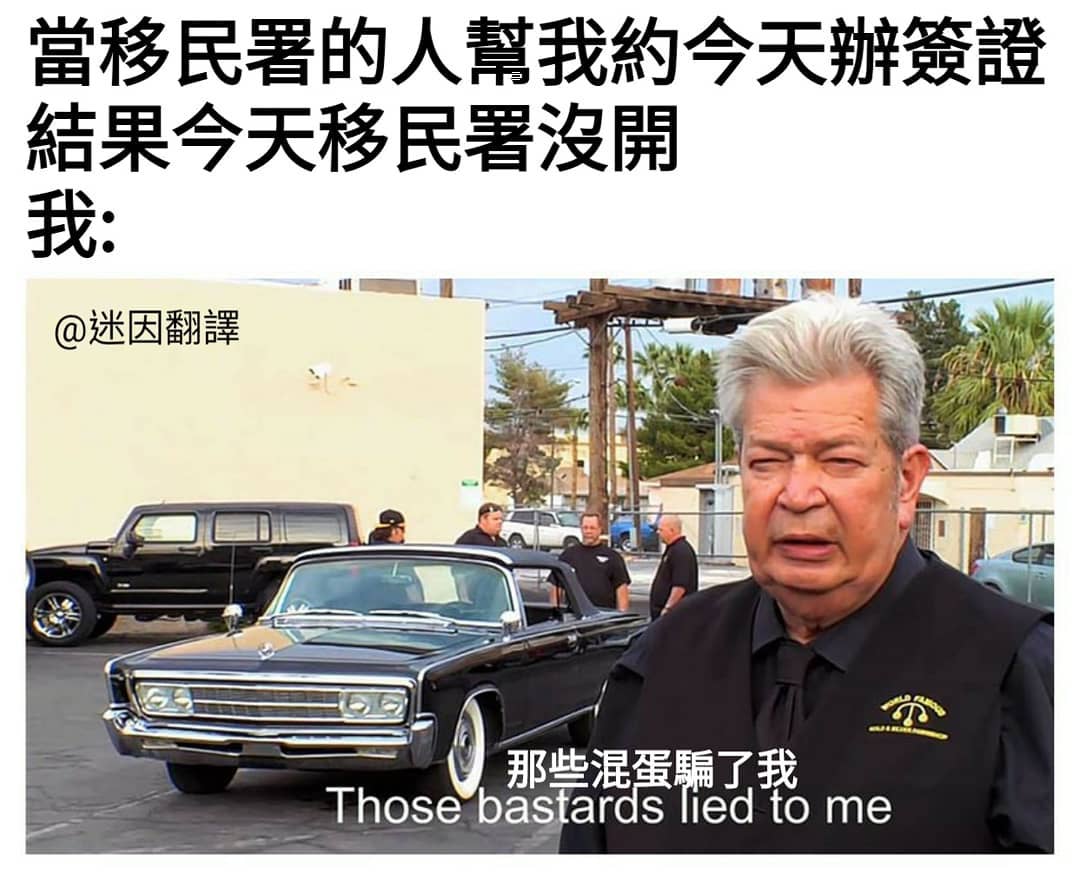 當移民署的人幫我約今天辦簽證
結果今天移民署沒開
我:
@迷因翻譯
WORLD FAMOUS
那些混蛋騙了我
Those bastards lied to me